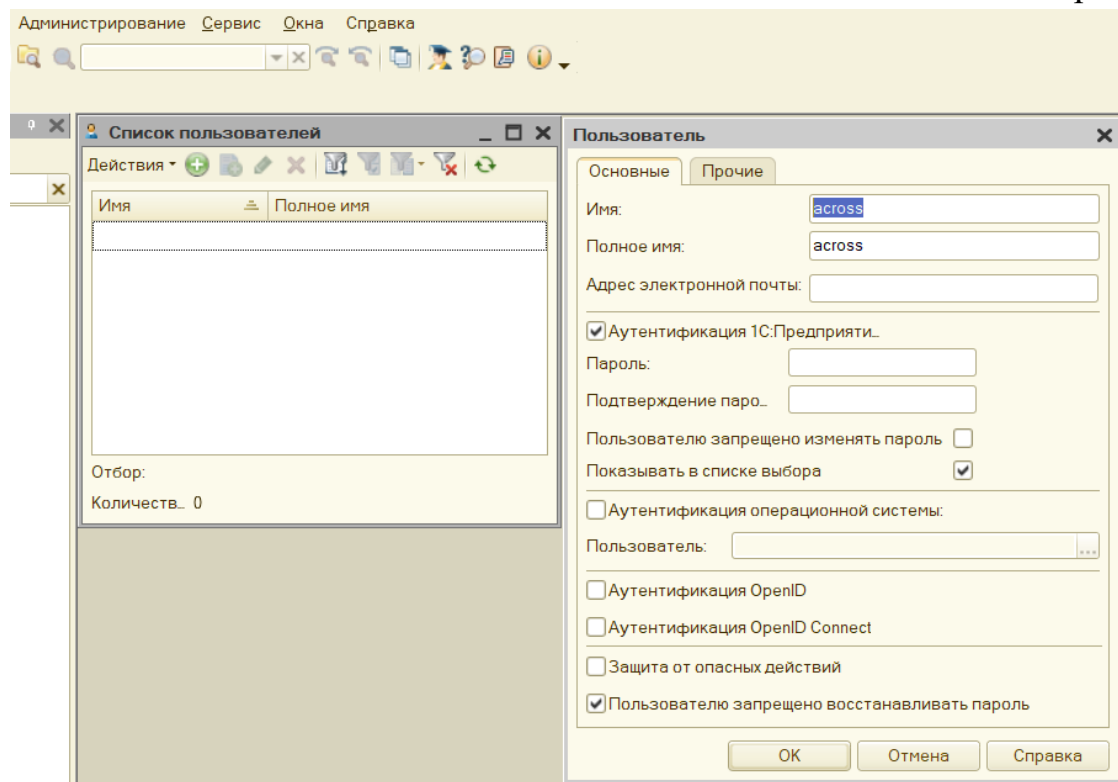 Администрирование Сервис Окна Справка
Список пользователей
Действия
Имя Полное имя
Отбор:
Количеств… 0
Пользователь
Основные Прочие
Имя: across
Полное имя: across
Адрес электронной почты:
Аутентификация 1С:Предприяти…
Пароль:
Подтверждение паро…
Пользователю запрещено изменять пароль
Показывать в списке выбора
Аутентификация операционной системы:
Пользователь: ...
Аутентификация OpenID
Аутентификация OpenID Connect
Защита от опасных действий
Пользователю запрещено восстанавливать пароль
ОК Отмена Справка